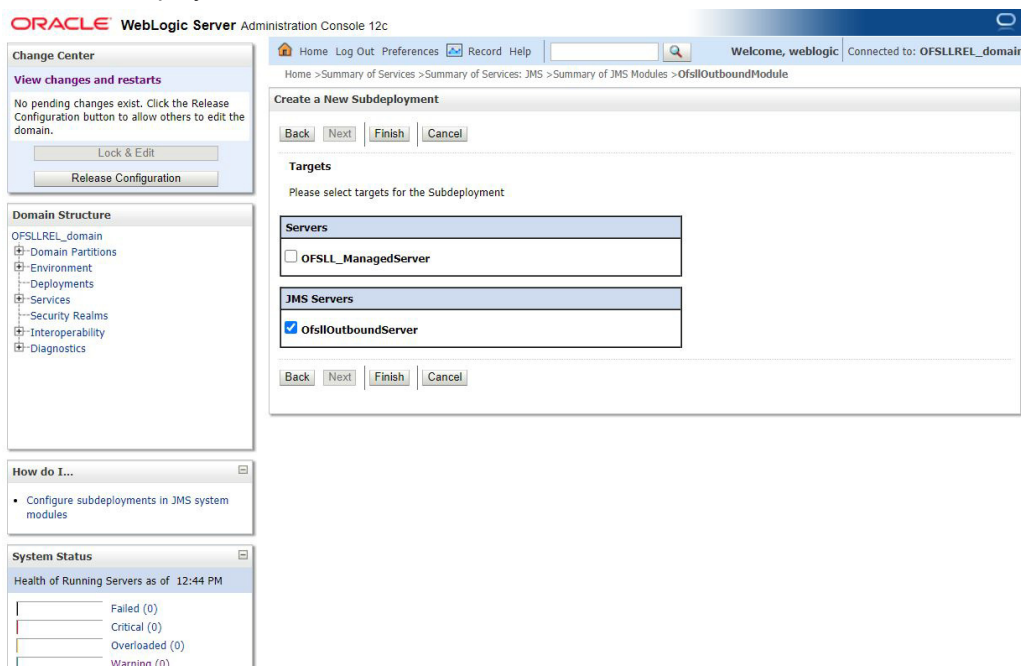 ORACLE WebLogic Server Administration Console 12c
Change Center
View changes and restarts
No pending changes exist. Click the Release
Configuration button to allow others to edit the
domain.
Lock & Edit
Release Configuration
Domain Structure
OFSLLREL_domain
Domain Partitions
Environment
Deployments
Services
Security Realms
Interoperability
Diagnostics
How do I...
Configure subdeployments in JMS system
modules
System Status
Health of Running Servers as of 12:44 PM
Failed (0)
Critical (0)
Overloaded (0)
Warning (0)
Home Log Out Preferences Record Help
Welcome, weblogic Connected to: OFSLLREL_domain
Home >Summary of Services >Summary of Services: JMS >Summary of JMS Modules >OfsllOutboundModule
Create a New Subdeployment
Back Next Finish Cancel
Targets
Please select targets for the Subdeployment
Servers
OFSLL_ManagedServer
JMS Servers
OfsllOutboundServer
Back Next Finish Cancel